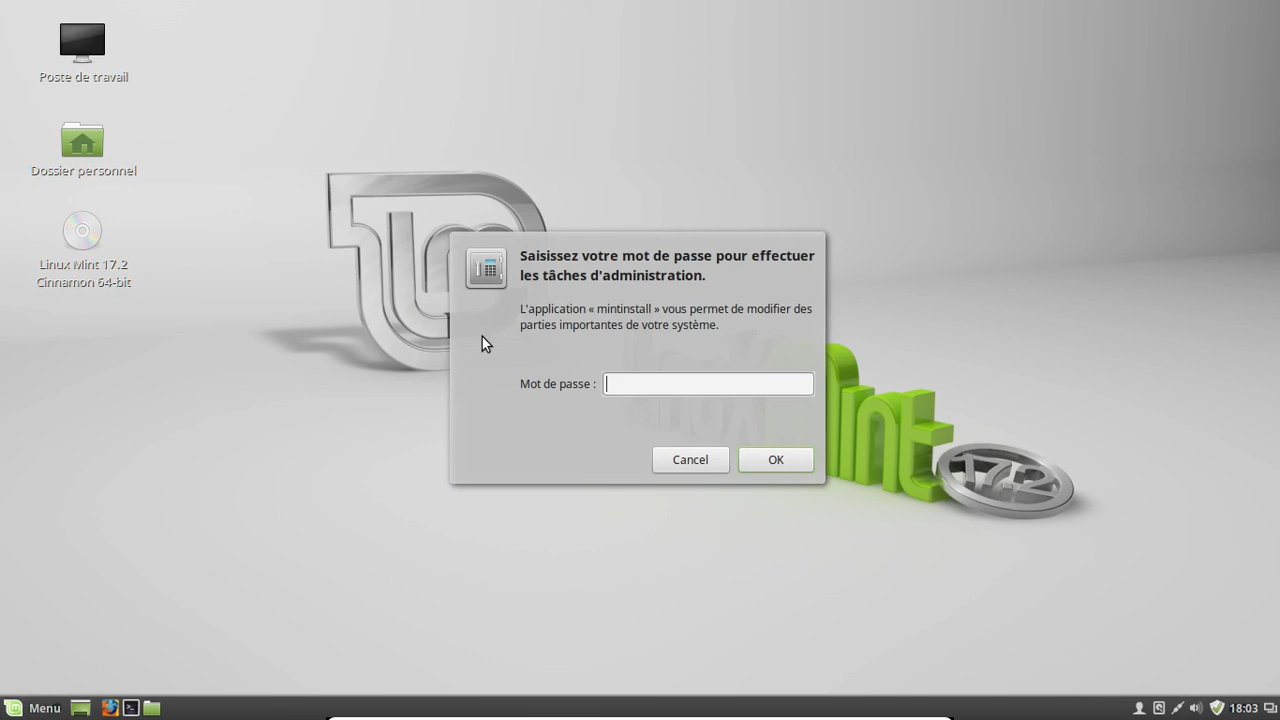 Poste de travail
Dossier personnel
Linux Mint 17.2
Cinnamon 64-bit
Saisissez votre mot de passe pour effectuer
les tâches d'administration.
L'application « mintinstall » vous permet de modifier des
parties importantes de votre système.
Mot de passe :
Cancel
OK
17.2
Menu
18:03